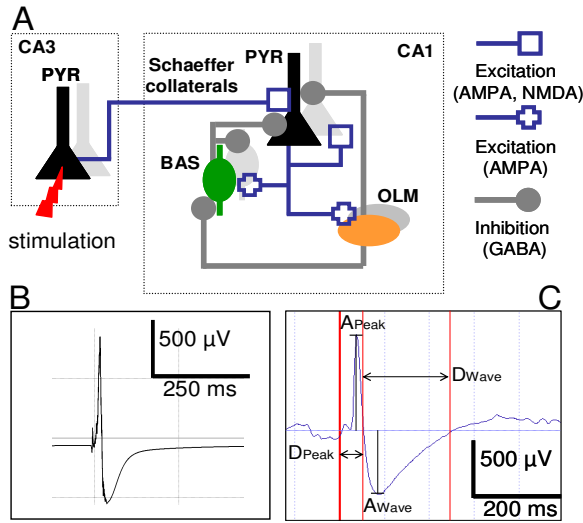 A
CA3
PYR
stimulation
Schaeffer
collaterals
PYR
CA1
BAS
OLM
Excitation
(AMPA, NMDA)
Excitation
(AMPA)
Inhibition
(GABA)
B
500 µV
250 ms
C
APeak
DWave
DPeak
AWave
500 µV
200 ms